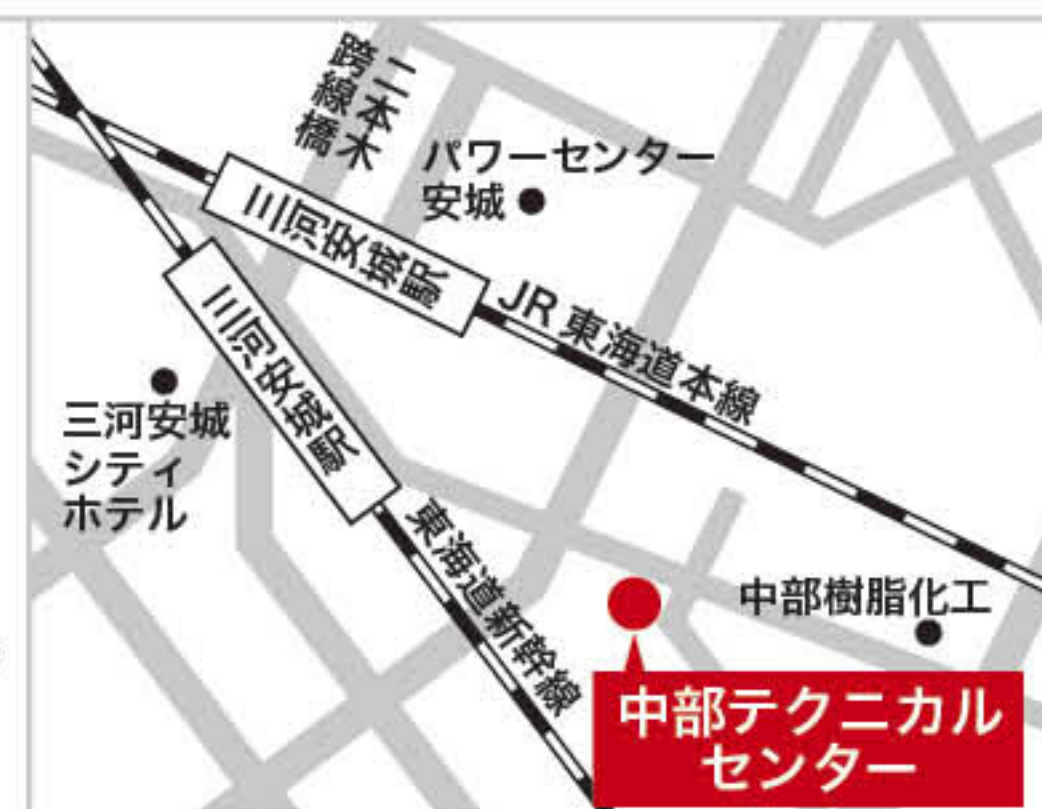 二本木
跨線橋
パワーセンター
安城
三河安城駅
JR 東海道本線
三河安城駅
三河安城
シティ
ホテル
東海道新幹線
中部樹脂化工
中部テクニカル
センター